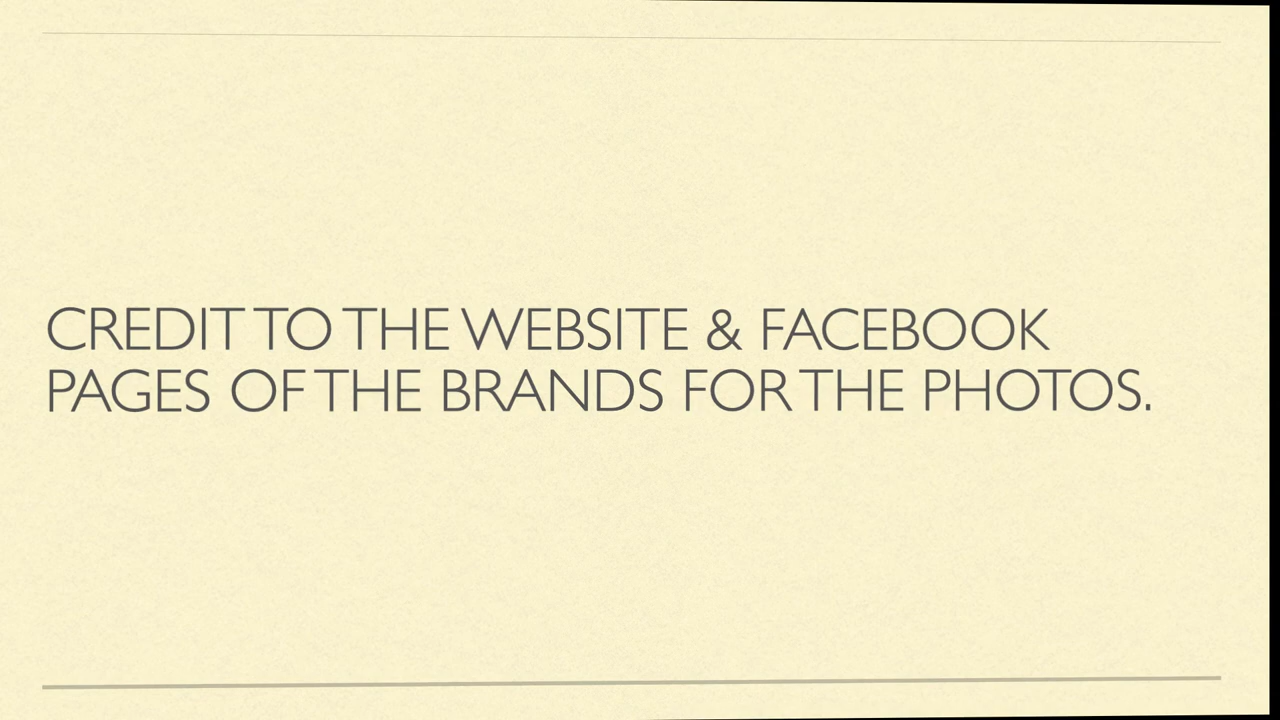 CREDIT TO THE WEBSITE & FACEBOOK
PAGES OF THE BRANDS FOR THE PHOTOS.